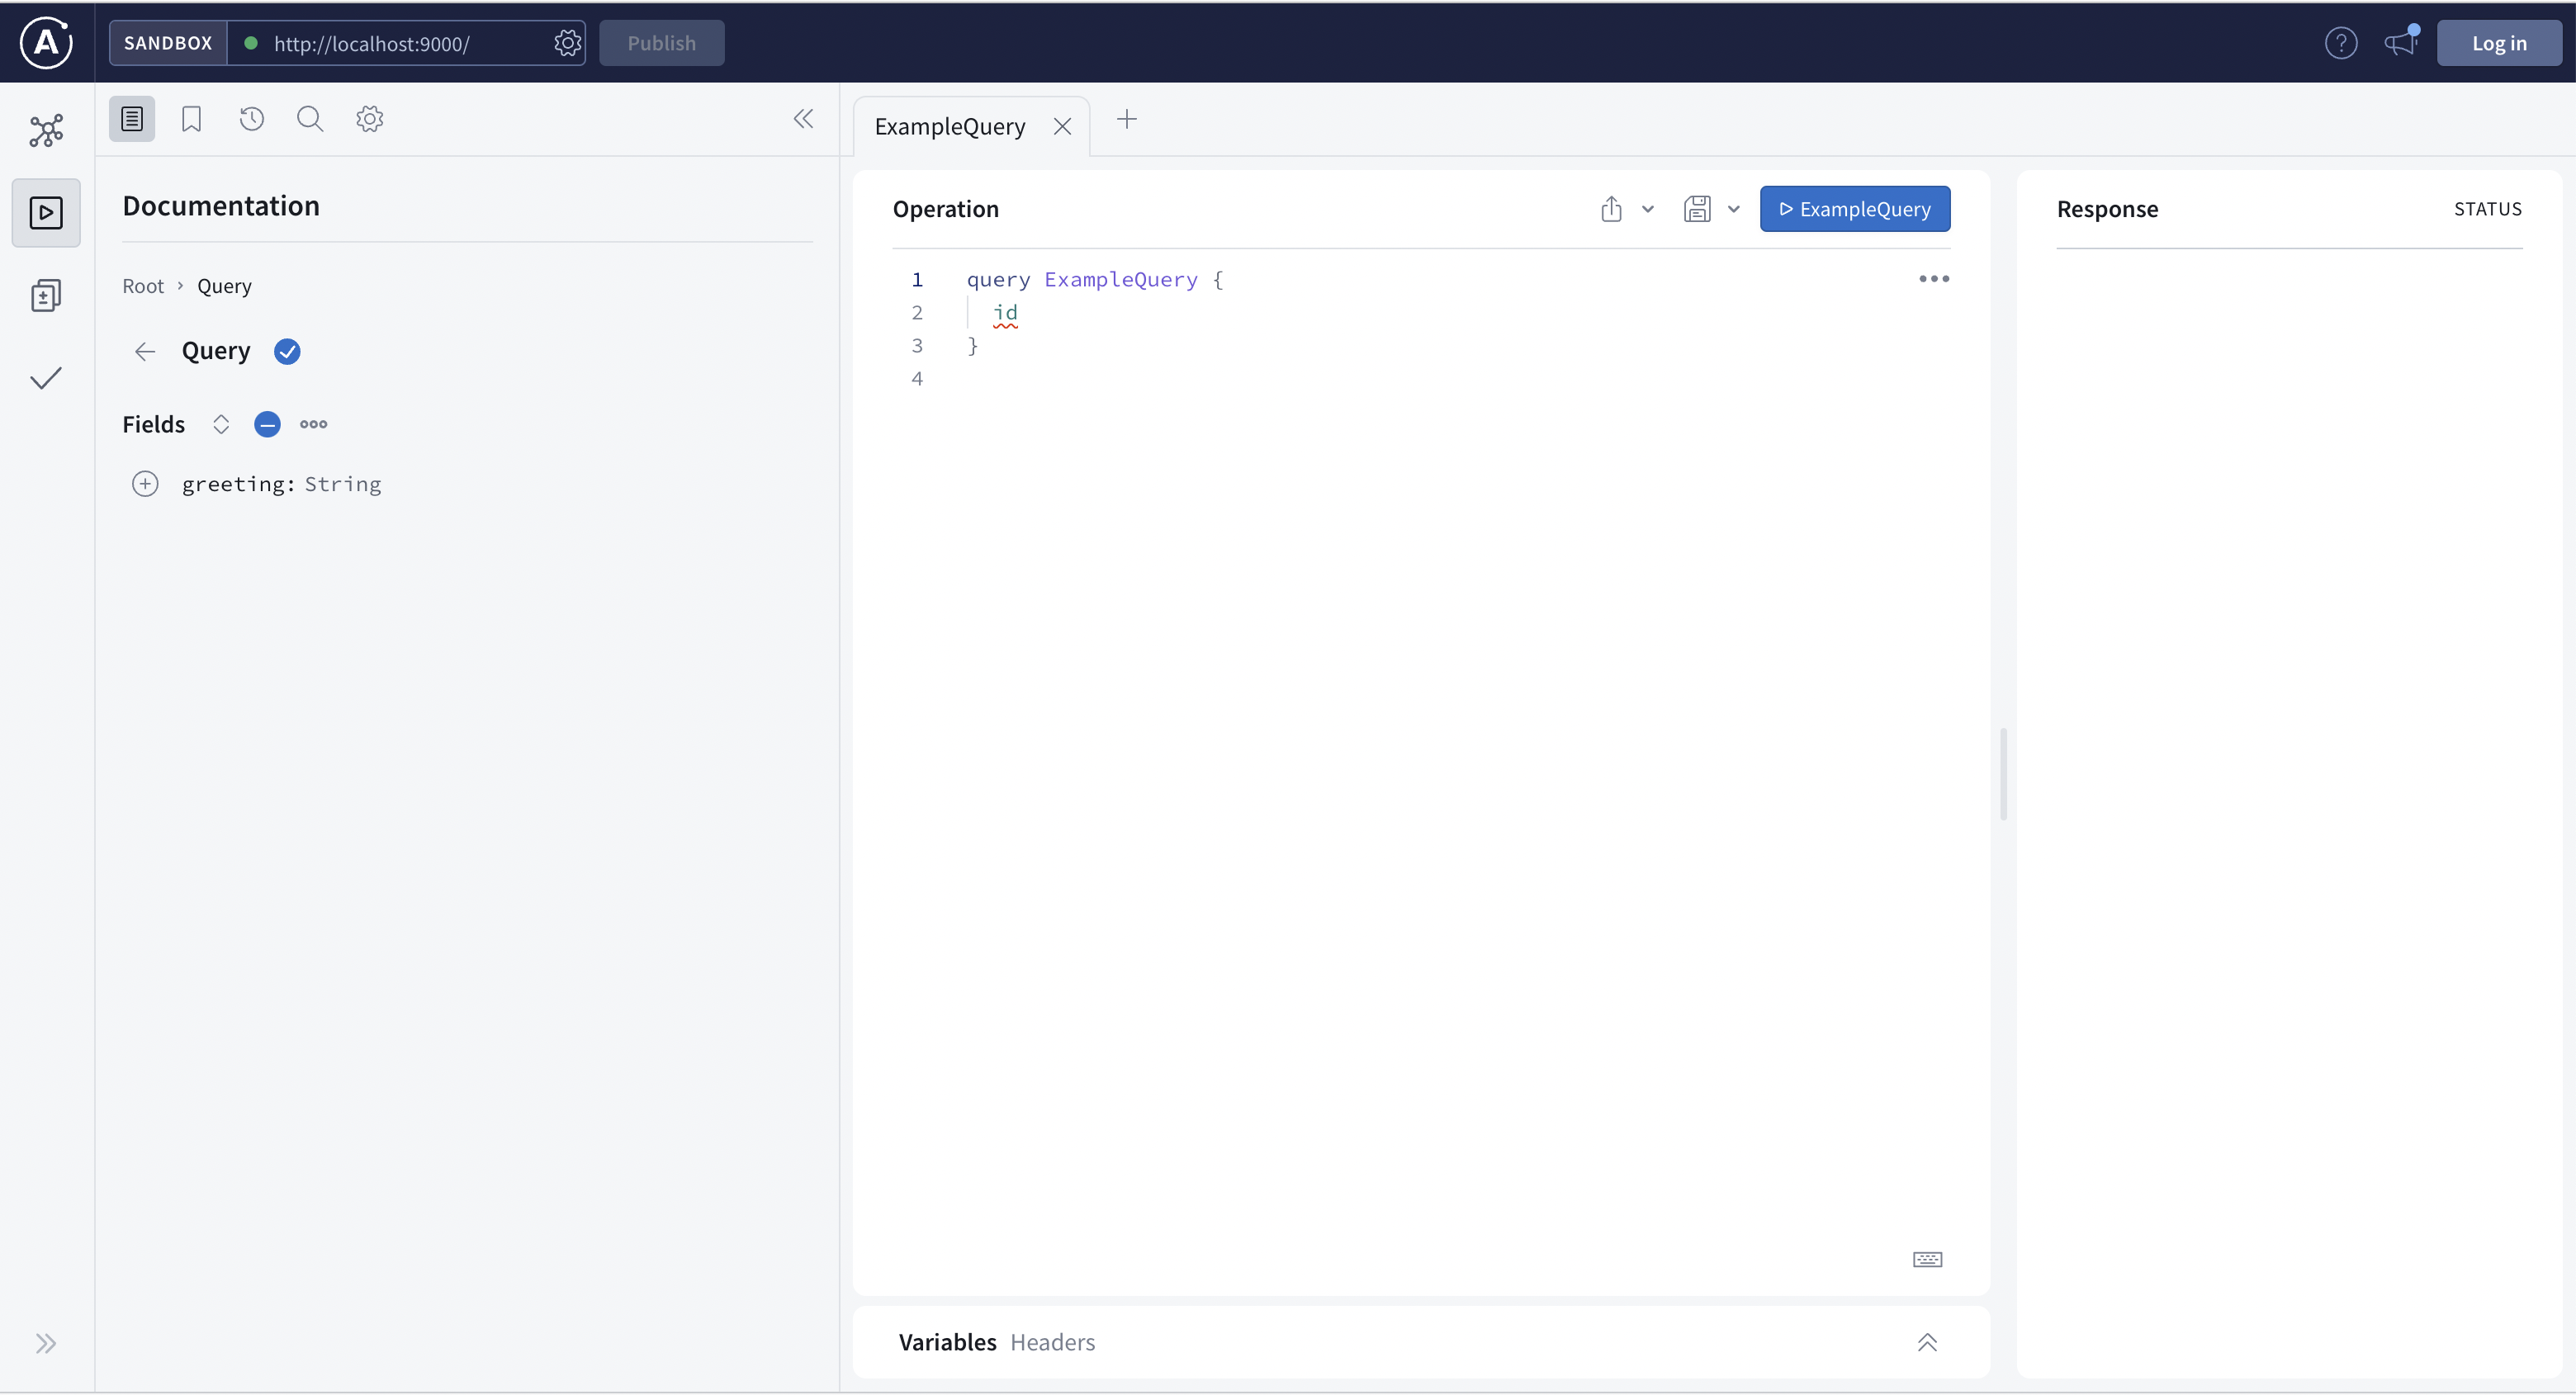 SANDBOX http://localhost:9000/ Publish Log in
Documentation
Root › Query
Query
Fields
greeting: String
ExampleQuery
Operation ExampleQuery
1 query ExampleQuery {
2 id
3 }
4
Variables Headers
Response STATUS